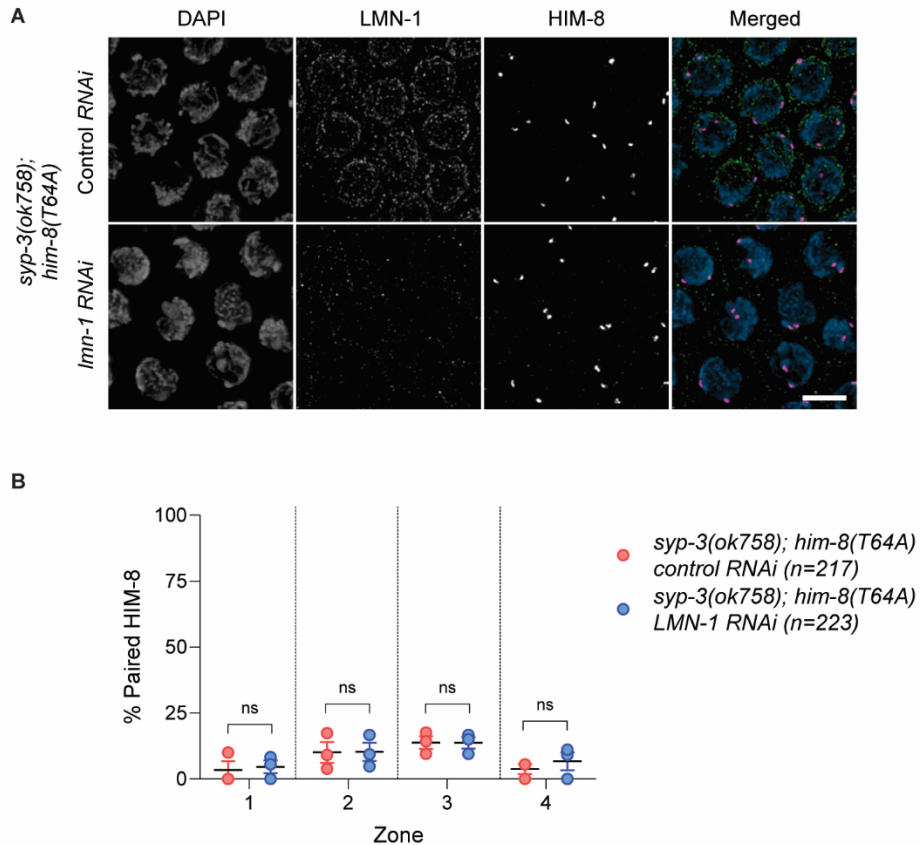 A
DAPI
LMN-1
HIM-8
Merged
syp-3(ok758);
him-8(T64A)
Control RNAi
lmn-1 RNAi
B
% Paired HIM-8
100
75
50
25
0
ns
ns
ns
ns
1
2
3
4
Zone
syp-3(ok758); him-8(T64A)
control RNAi (n=217)
syp-3(ok758); him-8(T64A)
LMN-1 RNAi (n=223)